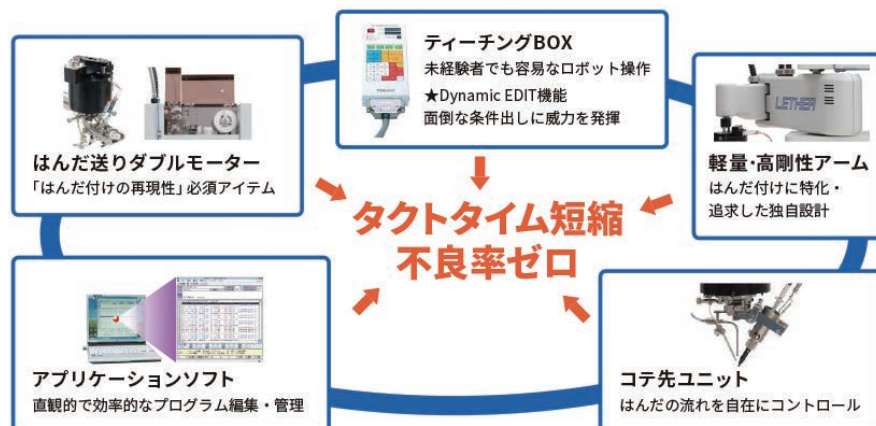 ティーチングBOX
未経験者でも容易なロボット操作
★Dynamic EDIT機能
面倒な条件出しに威力を発揮
はんだ送りダブルモーター
「はんだ付けの再現性」必須アイテム
LETHER
軽量・高剛性アーム
はんだ付けに特化・
追求した独自設計
タクトタイム短縮
不良率ゼロ
アプリケーションソフト
直観的で効率的なプログラム編集・管理
コテ先ユニット
はんだの流れを自在にコントロール